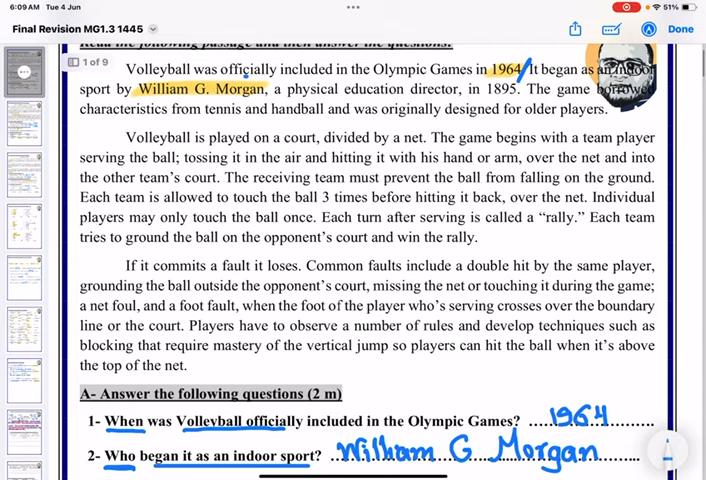 6:09 AM Tue 4 Jun
51%
Final Revision MG1.3 1445
Done
Read the following passage and then answer the questions.
1 of 9
Volleyball was officially included in the Olympic Games in 1964. It began as an indoor
sport by William G. Morgan, a physical education director, in 1895. The game borrowed
characteristics from tennis and handball and was originally designed for older players.
Volleyball is played on a court, divided by a net. The game begins with a team player
serving the ball; tossing it in the air and hitting it with his hand or arm, over the net and into
the other team's court. The receiving team must prevent the ball from falling on the ground.
Each team is allowed to touch the ball 3 times before hitting it back, over the net. Individual
players may only touch the ball once. Each turn after serving is called a "rally." Each team
tries to ground the ball on the opponent's court and win the rally.
If it commits a fault it loses. Common faults include a double hit by the same player,
grounding the ball outside the opponent's court, missing the net or touching it during the game;
a net foul, and a foot fault, when the foot of the player who's serving crosses over the boundary
line or the court. Players have to observe a number of rules and develop techniques such as
blocking that require mastery of the vertical jump so players can hit the ball when it's above
the top of the net.
A- Answer the following questions (2 m)
1- When was Volleyball officially included in the Olympic Games? 1964
2- Who began it as an indoor sport? William G. Morgan